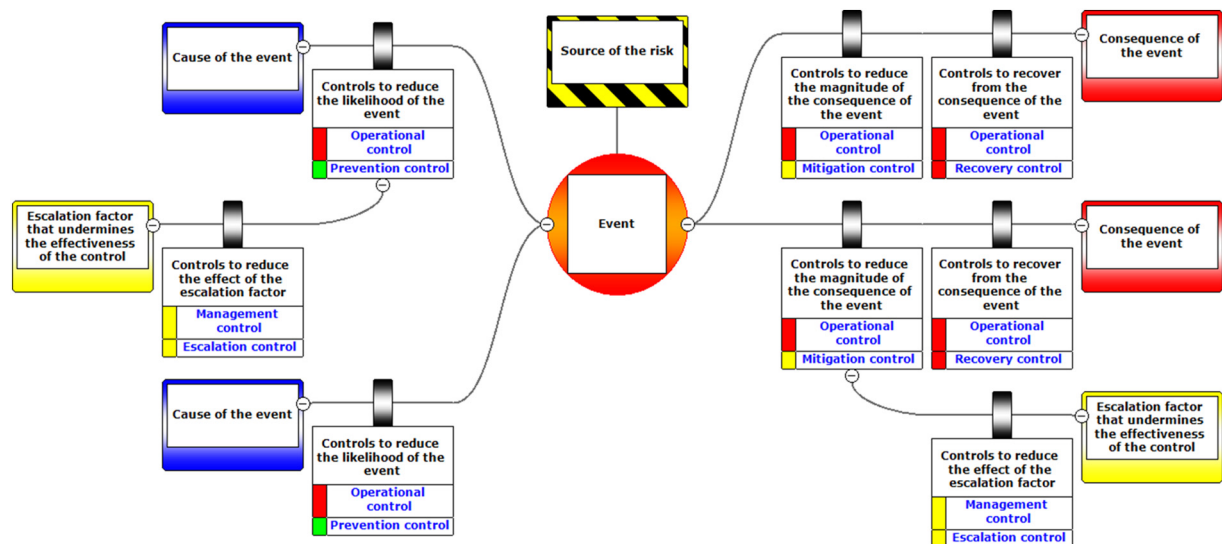 Cause of the event
Controls to reduce
the likelihood of the
event
Operational
control
Prevention control
Escalation factor
that undermines
the effectiveness
of the control
Controls to reduce
the effect of the
escalation factor
Management
control
Escalation control
Cause of the event
Controls to reduce
the likelihood of the
event
Operational
control
Prevention control
Source of the risk
Event
Controls to reduce
the magnitude of
the consequence of
the event
Operational
control
Mitigation control
Controls to recover
from the
consequence of the
event
Operational
control
Recovery control
Consequence of
the event
Controls to reduce
the magnitude of
the consequence of
the event
Operational
control
Mitigation control
Controls to recover
from the
consequence of the
event
Operational
control
Recovery control
Consequence of
the event
Controls to reduce
the effect of the
escalation factor
Management
control
Escalation control
Escalation factor
that undermines
the effectiveness
of the control